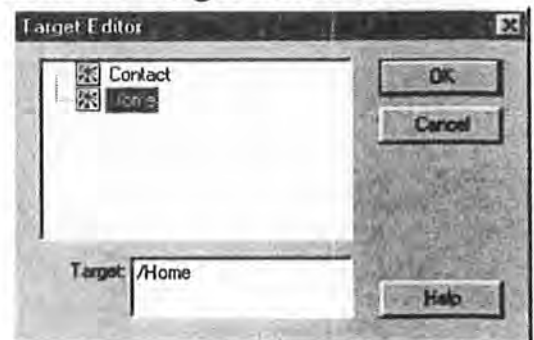 Target Editor
Contact
Home
OK
Cancel
Target: /Home
Help